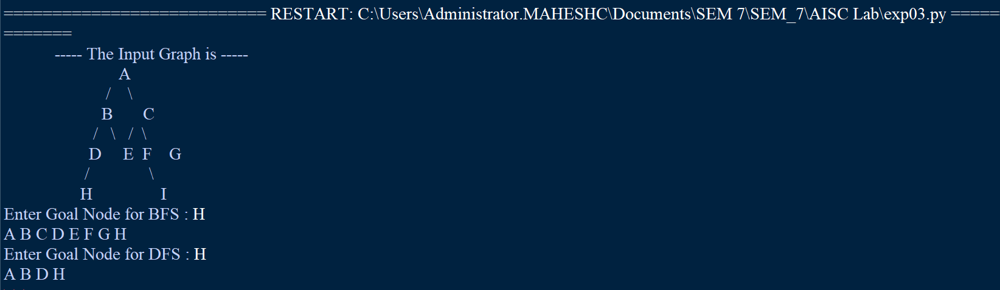 =========================== RESTART: C:\Users\Administrator.MAHESHC\Documents\SEM 7\SEM_7\AISC Lab\exp03.py =====
=======
----- The Input Graph is -----
A
/ \
B C
/ \ / \
D E F G
/ \
H I
Enter Goal Node for BFS : H
A B C D E F G H
Enter Goal Node for DFS : H
A B D H